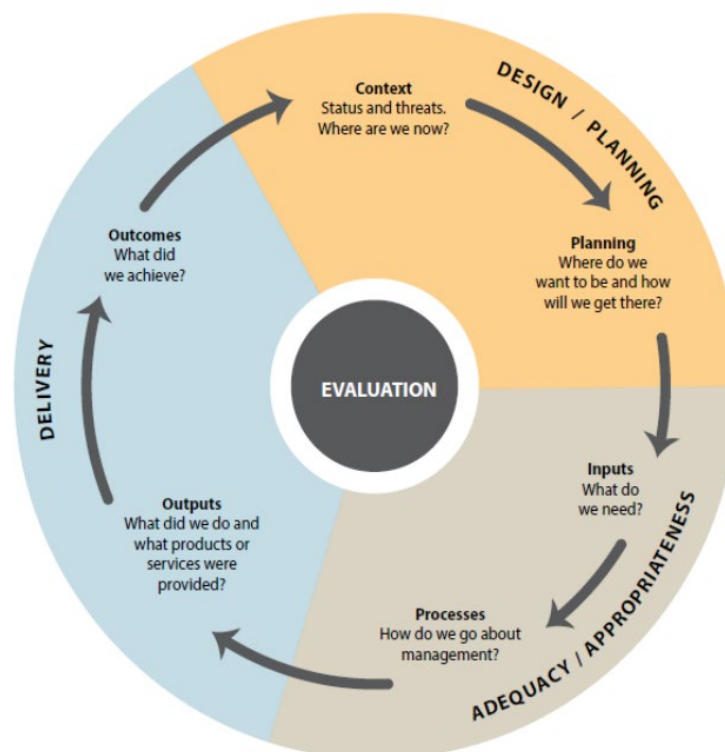 DESIGN / PLANNING
Context
Status and threats.
Where are we now?
Planning
Where do we
want to be and how
will we get there?
Inputs
What do
we need?
ADEQUACY / APPROPRIATENESS
Processes
How do we go about
management?
Outputs
What did we do and
what products or
services were
provided?
DELIVERY
Outcomes
What did
we achieve?
EVALUATION